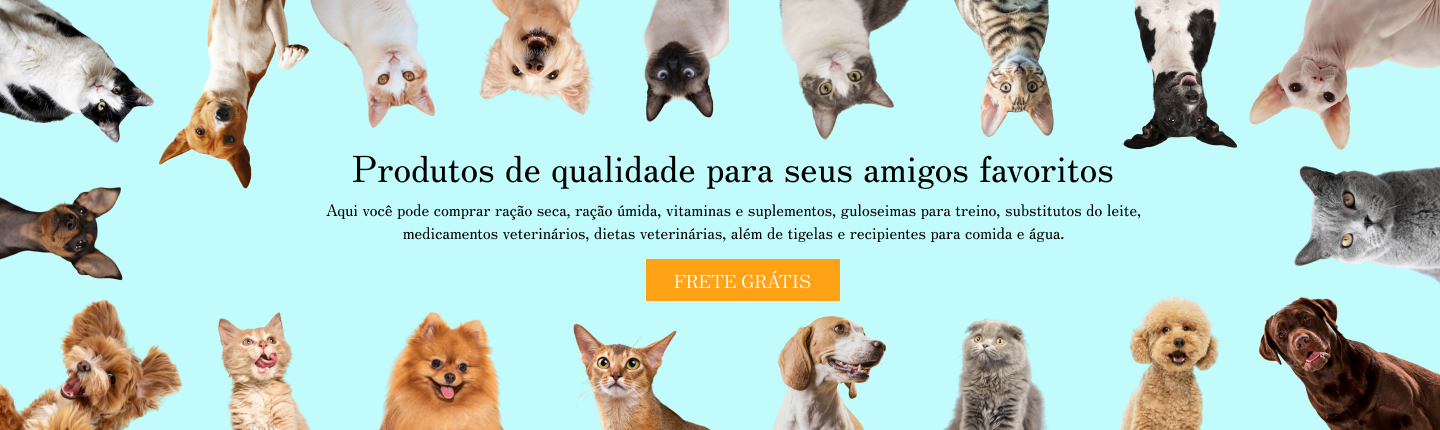 Produtos de qualidade para seus amigos favoritos
Aqui você pode comprar ração seca, ração úmida, vitaminas e suplementos, guloseimas para treino, substitutos do leite,
medicamentos veterinários, dietas veterinárias, além de tigelas e recipientes para comida e água.
FRETE GRÁTIS